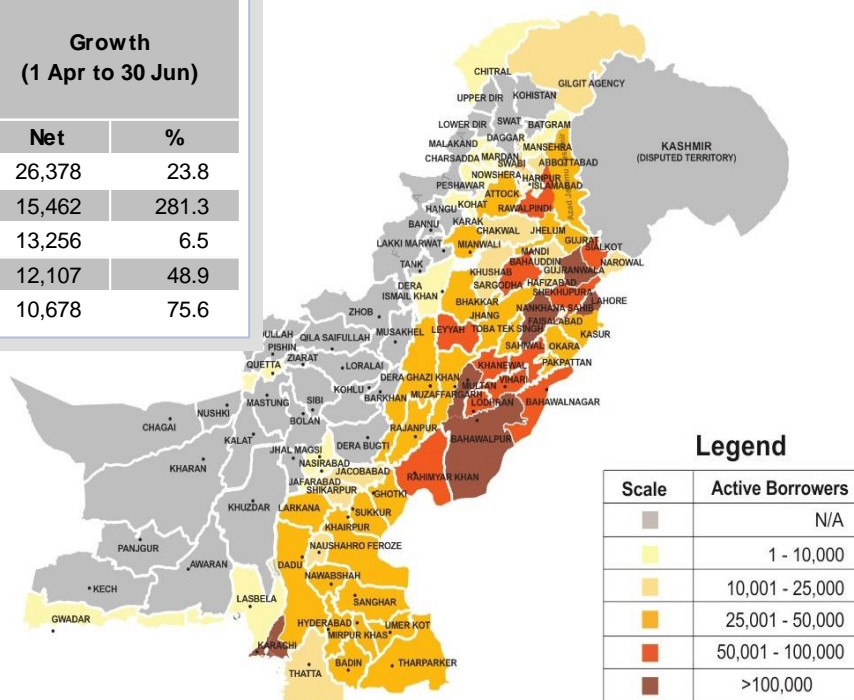 Growth
(1 Apr to 30 Jun)
Net %
26,378 23.8
15,462 281.3
13,256 6.5
12,107 48.9
10,678 75.6
CHITRAL
GILGIT AGENCY
UPPER DIR KOHISTAN
LOWER DIR SWAT BATGRAM
DAGGAR
MALAKAND MANSEHRA
CHARSADDA MARDAN ABBOTTABAD
SWABI
NOWSHERA HARIPUR
PESHAWAR ISLAMABAD
ATTOCK
HANGU KOHAT RAWALPINDI
KASHMIR
(DISPUTED TERRITORY)
BANNU KARAK CHAKWAL JHELUM
LAKKI MARWAT MIANWALI GUJRAT
SIALKOT
TANK MANDI
BAHAUDDIN NAROWAL
KHUSHAB GUJRANWALA
DERA
ISMAIL KHAN
SARGODHA HAFIZABAD
SHEKHUPURA
BHAKKAR LAHORE
ZHOB JHANG NANKHANA SAHIB
FAISALABAD
MUSAKHEL LEYYAH TOBA TEK SINGH KASUR
ULLAH QILA SAIFULLAH
PISHIN SAHIWAL OKARA
ZIARAT
QUETTA LORALAI KHANEWAL PAKPATTAN
DERA GHAZI KHAN MULTAN VIHARI
KOHLU BARKHAN MUZAFFARGARH
MASTUNG SIBI LODHRAN BAHAWALNAGAR
NUSHKI
BOLAN
CHAGAI RAJANPUR
KALAT DERA BUGTI BAHAWALPUR
JHAL MAGSI
KHARAN NASIRABAD
JACOBABAD RAHIMYAR KHAN
JAFARABAD
SHIKARPUR GHOTKI
KHUZDAR LARKANA SUKKUR
KHAIRPUR
PANJGUR NAUSHAHRO FEROZE
AWARAN DADU
NAWABSHAH
KECH
LASBELA SANGHAR
GWADAR HYDERABAD UMER KOT
MIRPUR KHAS
KARACHI
BADIN THARPARKER
THATTA
Legend
Scale Active Borrowers
N/A
1 - 10,000
10,001 - 25,000
25,001 - 50,000
50,001 - 100,000
>100,000